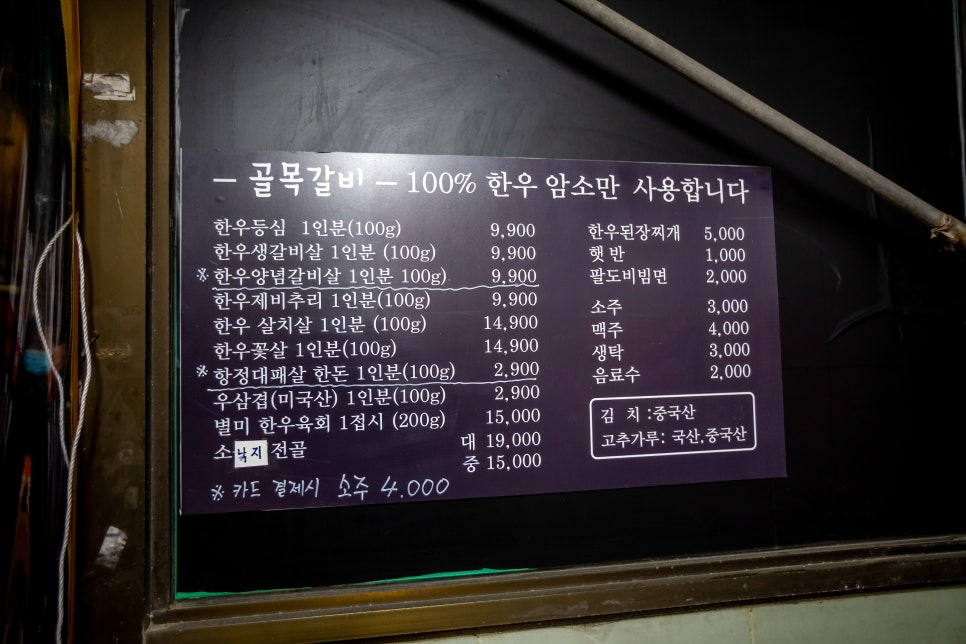 — 골목갈비 — 100% 한우 암소만 사용합니다
한우등심 1인분(100g) 9,900
한우생갈비살 1인분 (100g) 9,900
※ 한우양념갈비살 1인분 100g) 9,900
한우제비추리 1인분(100g) 9,900
한우 살치살 1인분 (100g) 14,900
한우꽃살 1인분(100g) 14,900
※ 항정대패살 한돈 1인분(100g) 2,900
우삼겹(미국산) 1인분(100g) 2,900
별미 한우육회 1접시 (200g) 15,000
소낙지 전골 대 19,000
중 15,000
※ 카드 결제시 소주 4.000
한우된장찌개 5,000
햇반 1,000
팔도비빔면 2,000
소주 3,000
맥주 4,000
생탁 3,000
음료수 2,000
김 치 :중국산
고추가루: 국산,중국산